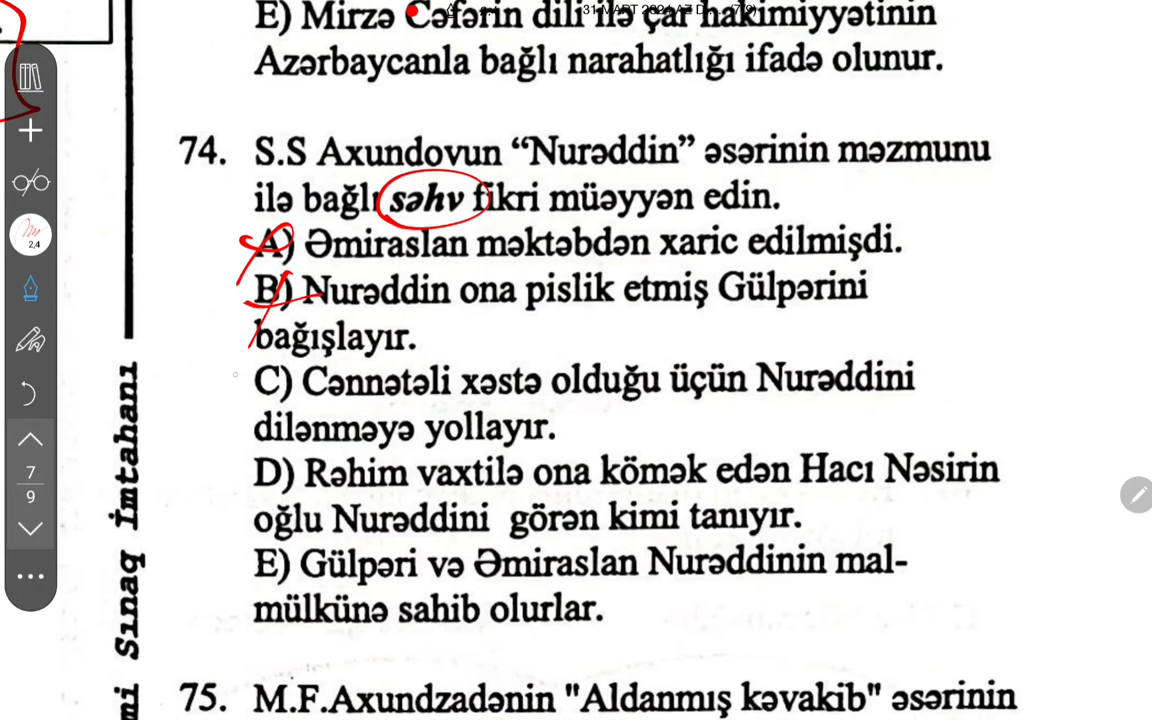 E) Mirzə Cəfərin dili ilə çar hakimiyyətinin
Azərbaycanla bağlı narahatlığı ifadə olunur.
74. S.S Axundovun “Nurəddin” əsərinin məzmunu
ilə bağlı səhv fikri müəyyən edin.
A) Əmiraslan məktəbdən xaric edilmişdi.
B) Nurəddin ona pislik etmiş Gülpərini
bağışlayır.
C) Cənnətəli xəstə olduğu üçün Nurəddini
dilənməyə yollayır.
D) Rəhim vaxtilə ona kömək edən Hacı Nəsirin
oğlu Nurəddini görən kimi tanıyır.
E) Gülpəri və Əmiraslan Nurəddinin mal-
mülkünə sahib olurlar.
75. M.F.Axundzadənin "Aldanmış kəvakib" əsərinin
mi Sınaq İmtahanı
2,4
7
9